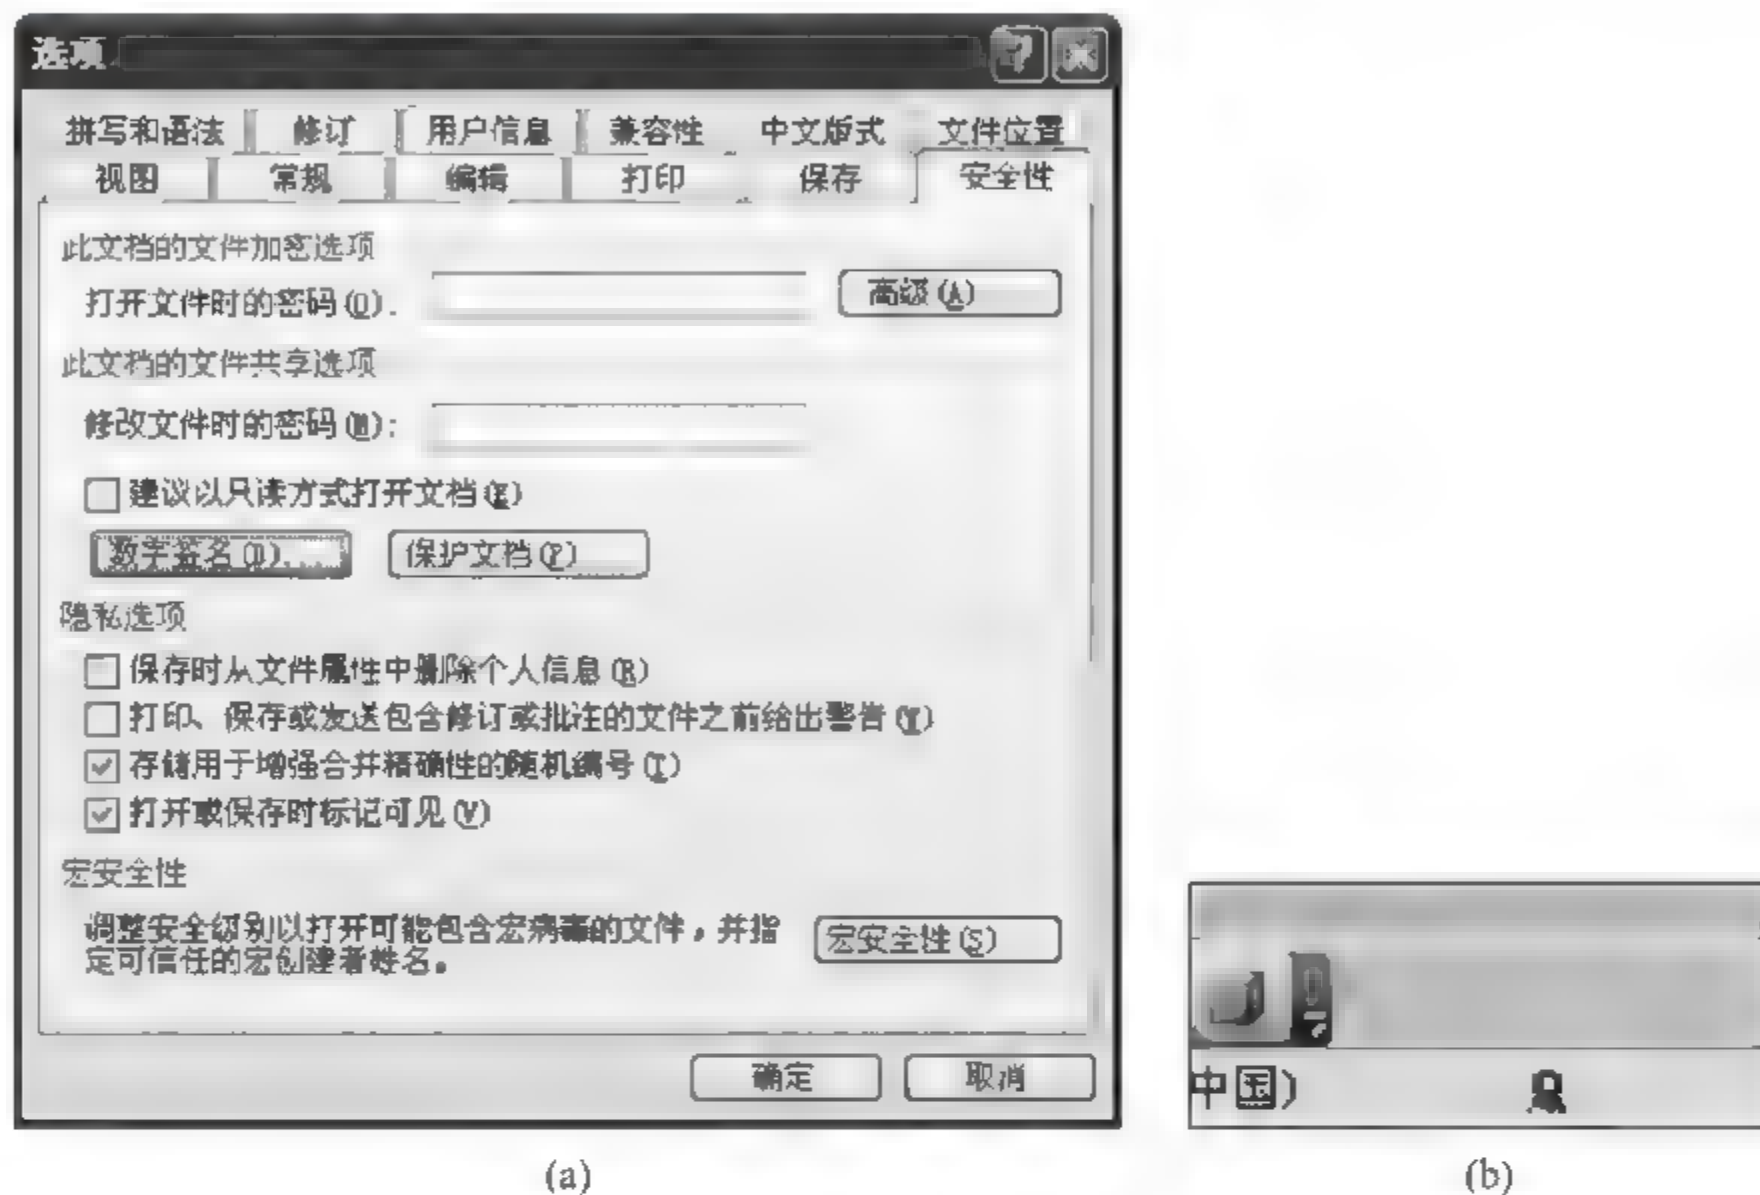 选项
拼写和语法 修订 用户信息 兼容性 中文版式 文件位置
视图 常规 编辑 打印 保存 安全性
此文档的文件加密选项
打开文件时的密码(O): 高级(A)
此文档的文件共享选项
修改文件时的密码(M):
建议以只读方式打开文档(E)
数字签名(D)... 保护文档(P)
隐私选项
保存时从文件属性中删除个人信息(R)
打印、保存或发送包含修订或批注的文件之前给出警告(W)
存储用于增强合并精确性的随机编号(T)
打开或保存时标记可见(V)
宏安全性
调整安全级别以打开可能包含宏病毒的文件，并指
定可信任的宏创建者姓名。 宏安全性(S)
确定 取消
中国)
(a) (b)